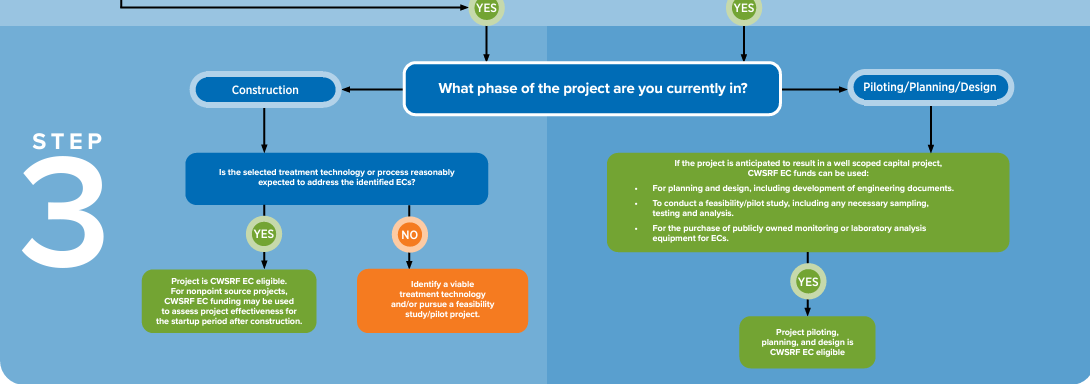 YES
YES
What phase of the project are you currently in?
Construction
Piloting/Planning/Design
STEP
3
Is the selected treatment technology or process reasonably
expected to address the identified ECs?
If the project is anticipated to result in a well scoped capital project,
CWSRF EC funds can be used:
• For planning and design, including development of engineering documents.
• To conduct a feasibility/pilot study, including any necessary sampling,
testing and analysis.
• For the purchase of publicly owned monitoring or laboratory analysis
equipment for ECs.
YES
NO
Project is CWSRF EC eligible.
For nonpoint source projects,
CWSRF EC funding may be used
to assess project effectiveness for
the startup period after construction.
Identify a viable
treatment technology
and/or pursue a feasibility
study/pilot project.
YES
Project piloting,
planning, and design is
CWSRF EC eligible